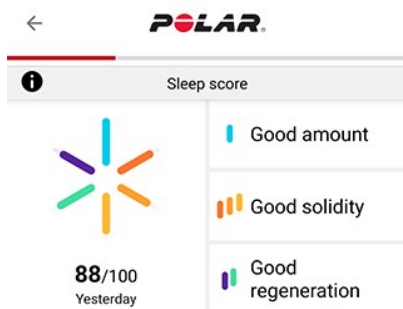 POLAR
Sleep score
Good amount
Good solidity
88/100
Yesterday
Good
regeneration